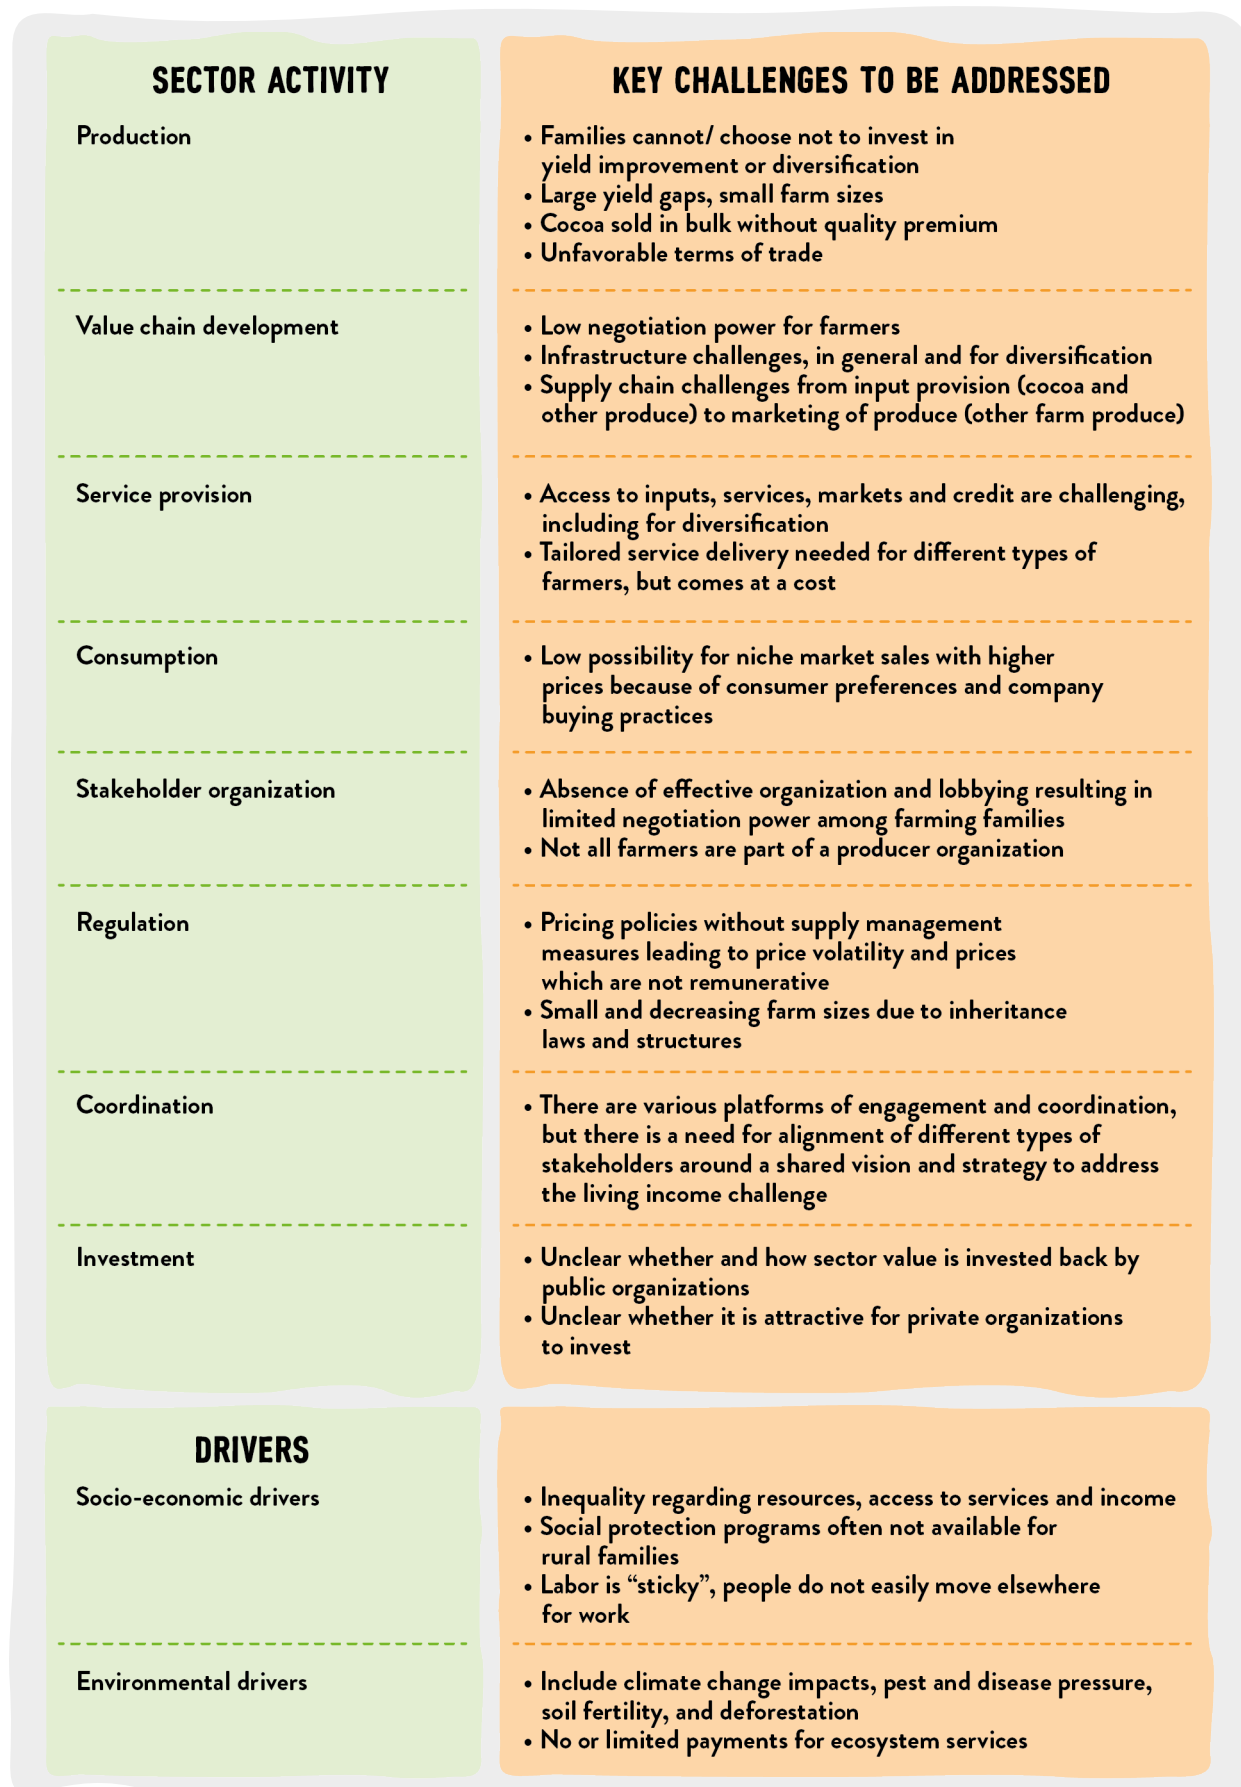 SECTOR ACTIVITY
KEY CHALLENGES TO BE ADDRESSED
Production
• Families cannot/ choose not to invest in
yield improvement or diversification
• Large yield gaps, small farm sizes
• Cocoa sold in bulk without quality premium
• Unfavorable terms of trade
Value chain development
• Low negotiation power for farmers
• Infrastructure challenges, in general and for diversification
• Supply chain challenges from input provision (cocoa and
other produce) to marketing of produce (other farm produce)
Service provision
• Access to inputs, services, markets and credit are challenging,
including for diversification
• Tailored service delivery needed for different types of
farmers, but comes at a cost
Consumption
• Low possibility for niche market sales with higher
prices because of consumer preferences and company
buying practices
Stakeholder organization
• Absence of effective organization and lobbying resulting in
limited negotiation power among farming families
• Not all farmers are part of a producer organization
Regulation
• Pricing policies without supply management
measures leading to price volatility and prices
which are not remunerative
• Small and decreasing farm sizes due to inheritance
laws and structures
Coordination
• There are various platforms of engagement and coordination,
but there is a need for alignment of different types of
stakeholders around a shared vision and strategy to address
the living income challenge
Investment
• Unclear whether and how sector value is invested back by
public organizations
• Unclear whether it is attractive for private organizations
to invest
DRIVERS
Socio-economic drivers
• Inequality regarding resources, access to services and income
• Social protection programs often not available for
rural families
• Labor is “sticky”, people do not easily move elsewhere
for work
Environmental drivers
• Include climate change impacts, pest and disease pressure,
soil fertility, and deforestation
• No or limited payments for ecosystem services